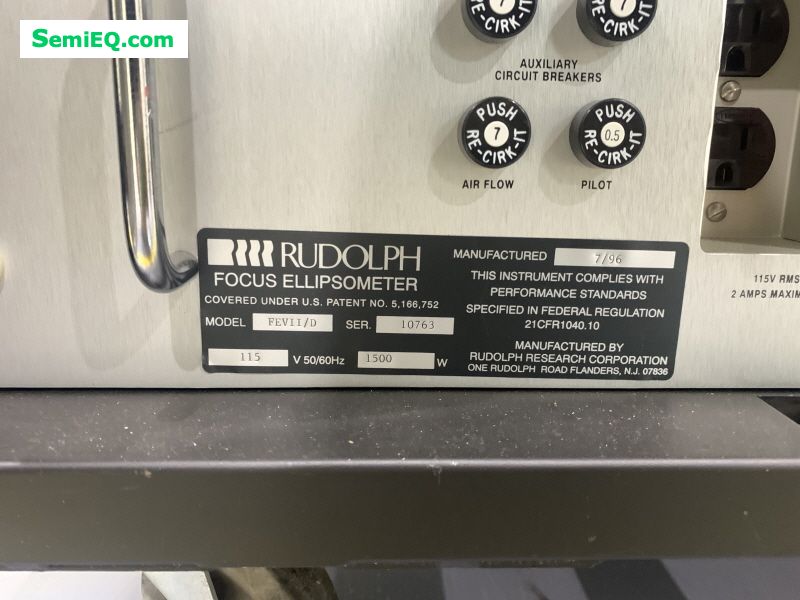 SemiEQ.com
7
RE-CIRK-IT
7
RE-CIRK-IT
AUXILIARY
CIRCUIT BREAKERS
PUSH
7
RE-CIRK-IT
PUSH
0.5
RE-CIRK-IT
AIR FLOW
PILOT
RUDOLPH
FOCUS ELLIPSOMETER
COVERED UNDER U.S. PATENT NO. 5,166,752
MODEL FEVII/D SER. 10763
115 V 50/60Hz 1500 W
MANUFACTURED 7/96
THIS INSTRUMENT COMPLIES WITH
PERFORMANCE STANDARDS
SPECIFIED IN FEDERAL REGULATION
21CFR1040.10
MANUFACTURED BY
RUDOLPH RESEARCH CORPORATION
ONE RUDOLPH ROAD FLANDERS, N.J. 07836
115V RMS
2 AMPS MAXIM